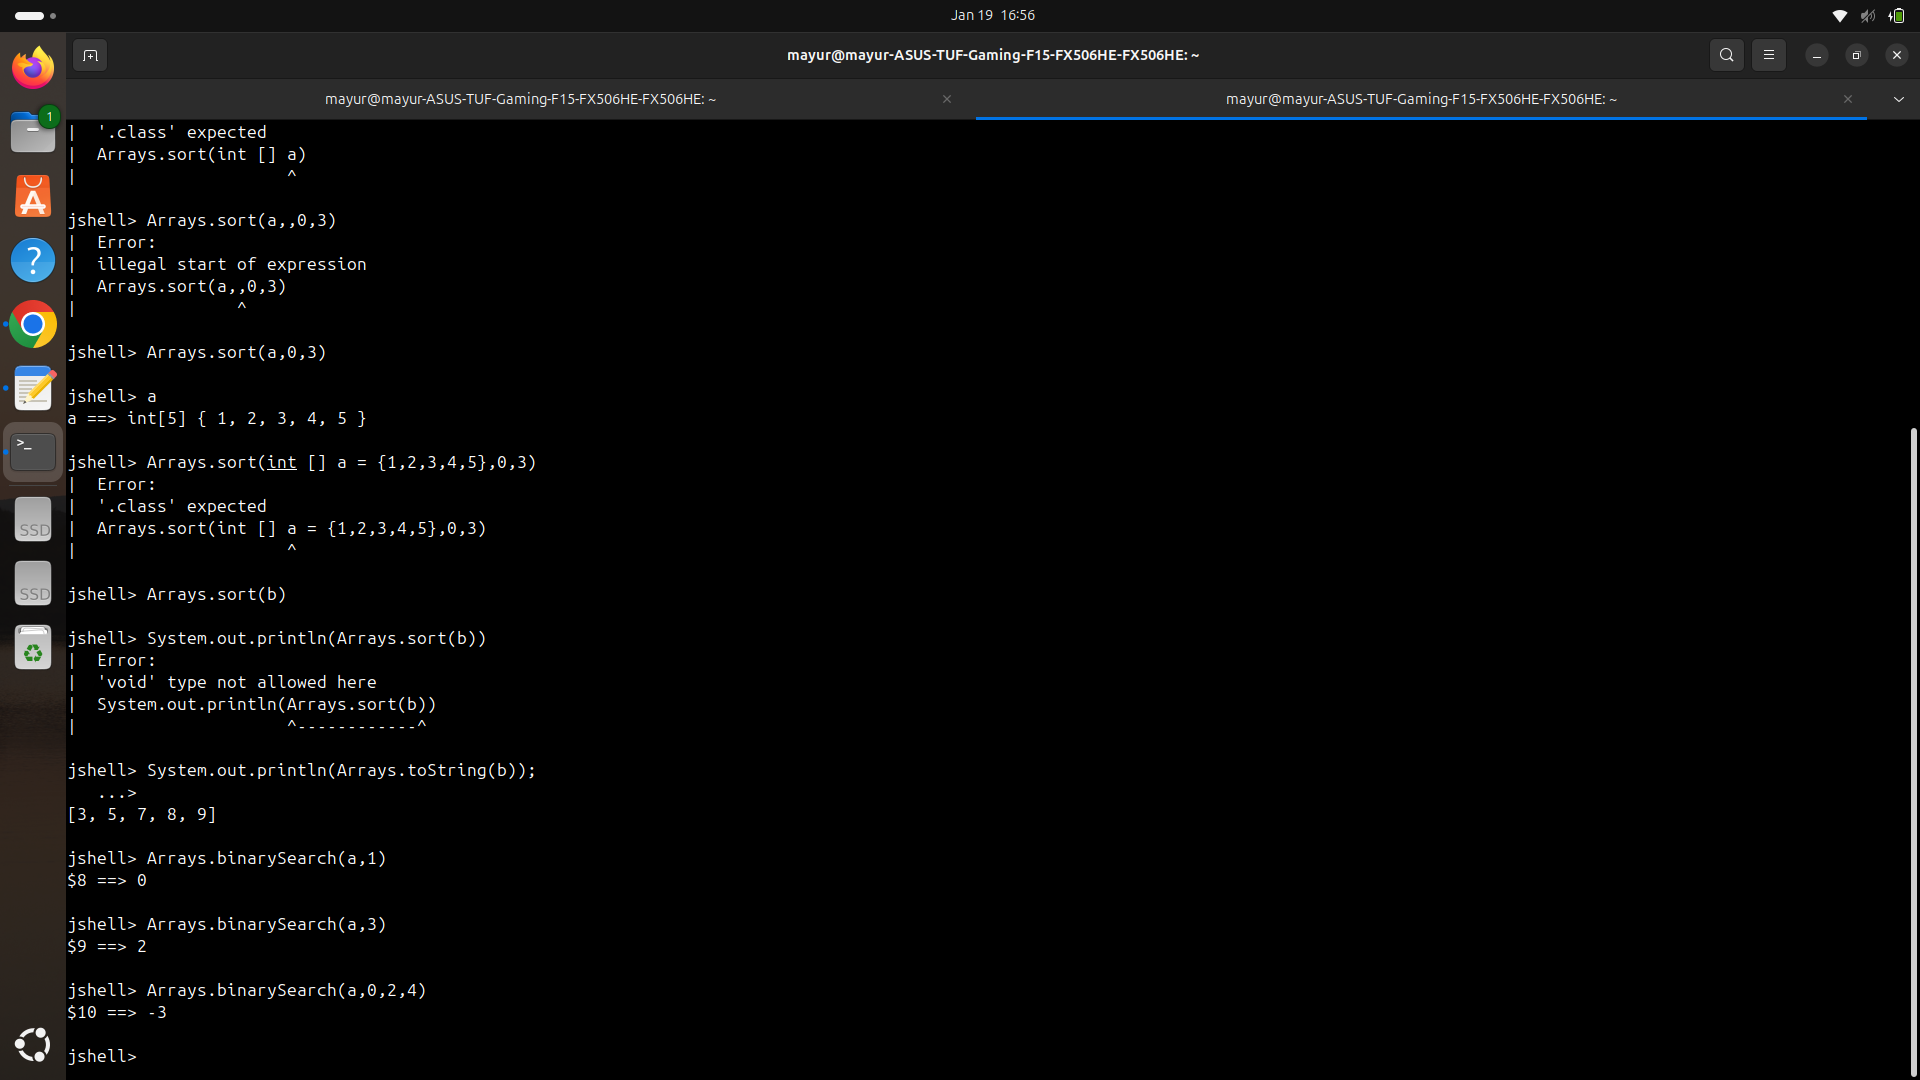 Jan 19 16:56
mayur@mayur-ASUS-TUF-Gaming-F15-FX506HE-FX506HE: ~
mayur@mayur-ASUS-TUF-Gaming-F15-FX506HE-FX506HE: ~
mayur@mayur-ASUS-TUF-Gaming-F15-FX506HE-FX506HE: ~
1
|  '.class' expected
|  Arrays.sort(int [] a)
|                     ^
jshell> Arrays.sort(a,,0,3)
|  Error:
|  illegal start of expression
|  Arrays.sort(a,,0,3)
|                ^
jshell> Arrays.sort(a,0,3)
jshell> a
a ==> int[5] { 1, 2, 3, 4, 5 }
jshell> Arrays.sort(int [] a = {1,2,3,4,5},0,3)
|  Error:
|  '.class' expected
|  Arrays.sort(int [] a = {1,2,3,4,5},0,3)
|                     ^
jshell> Arrays.sort(b)
jshell> System.out.println(Arrays.sort(b))
|  Error:
|  'void' type not allowed here
|  System.out.println(Arrays.sort(b))
|                     ^------------^
jshell> System.out.println(Arrays.toString(b));
   ...>
[3, 5, 7, 8, 9]
jshell> Arrays.binarySearch(a,1)
$8 ==> 0
jshell> Arrays.binarySearch(a,3)
$9 ==> 2
jshell> Arrays.binarySearch(a,0,2,4)
$10 ==> -3
jshell>
>_
SSD
SSD